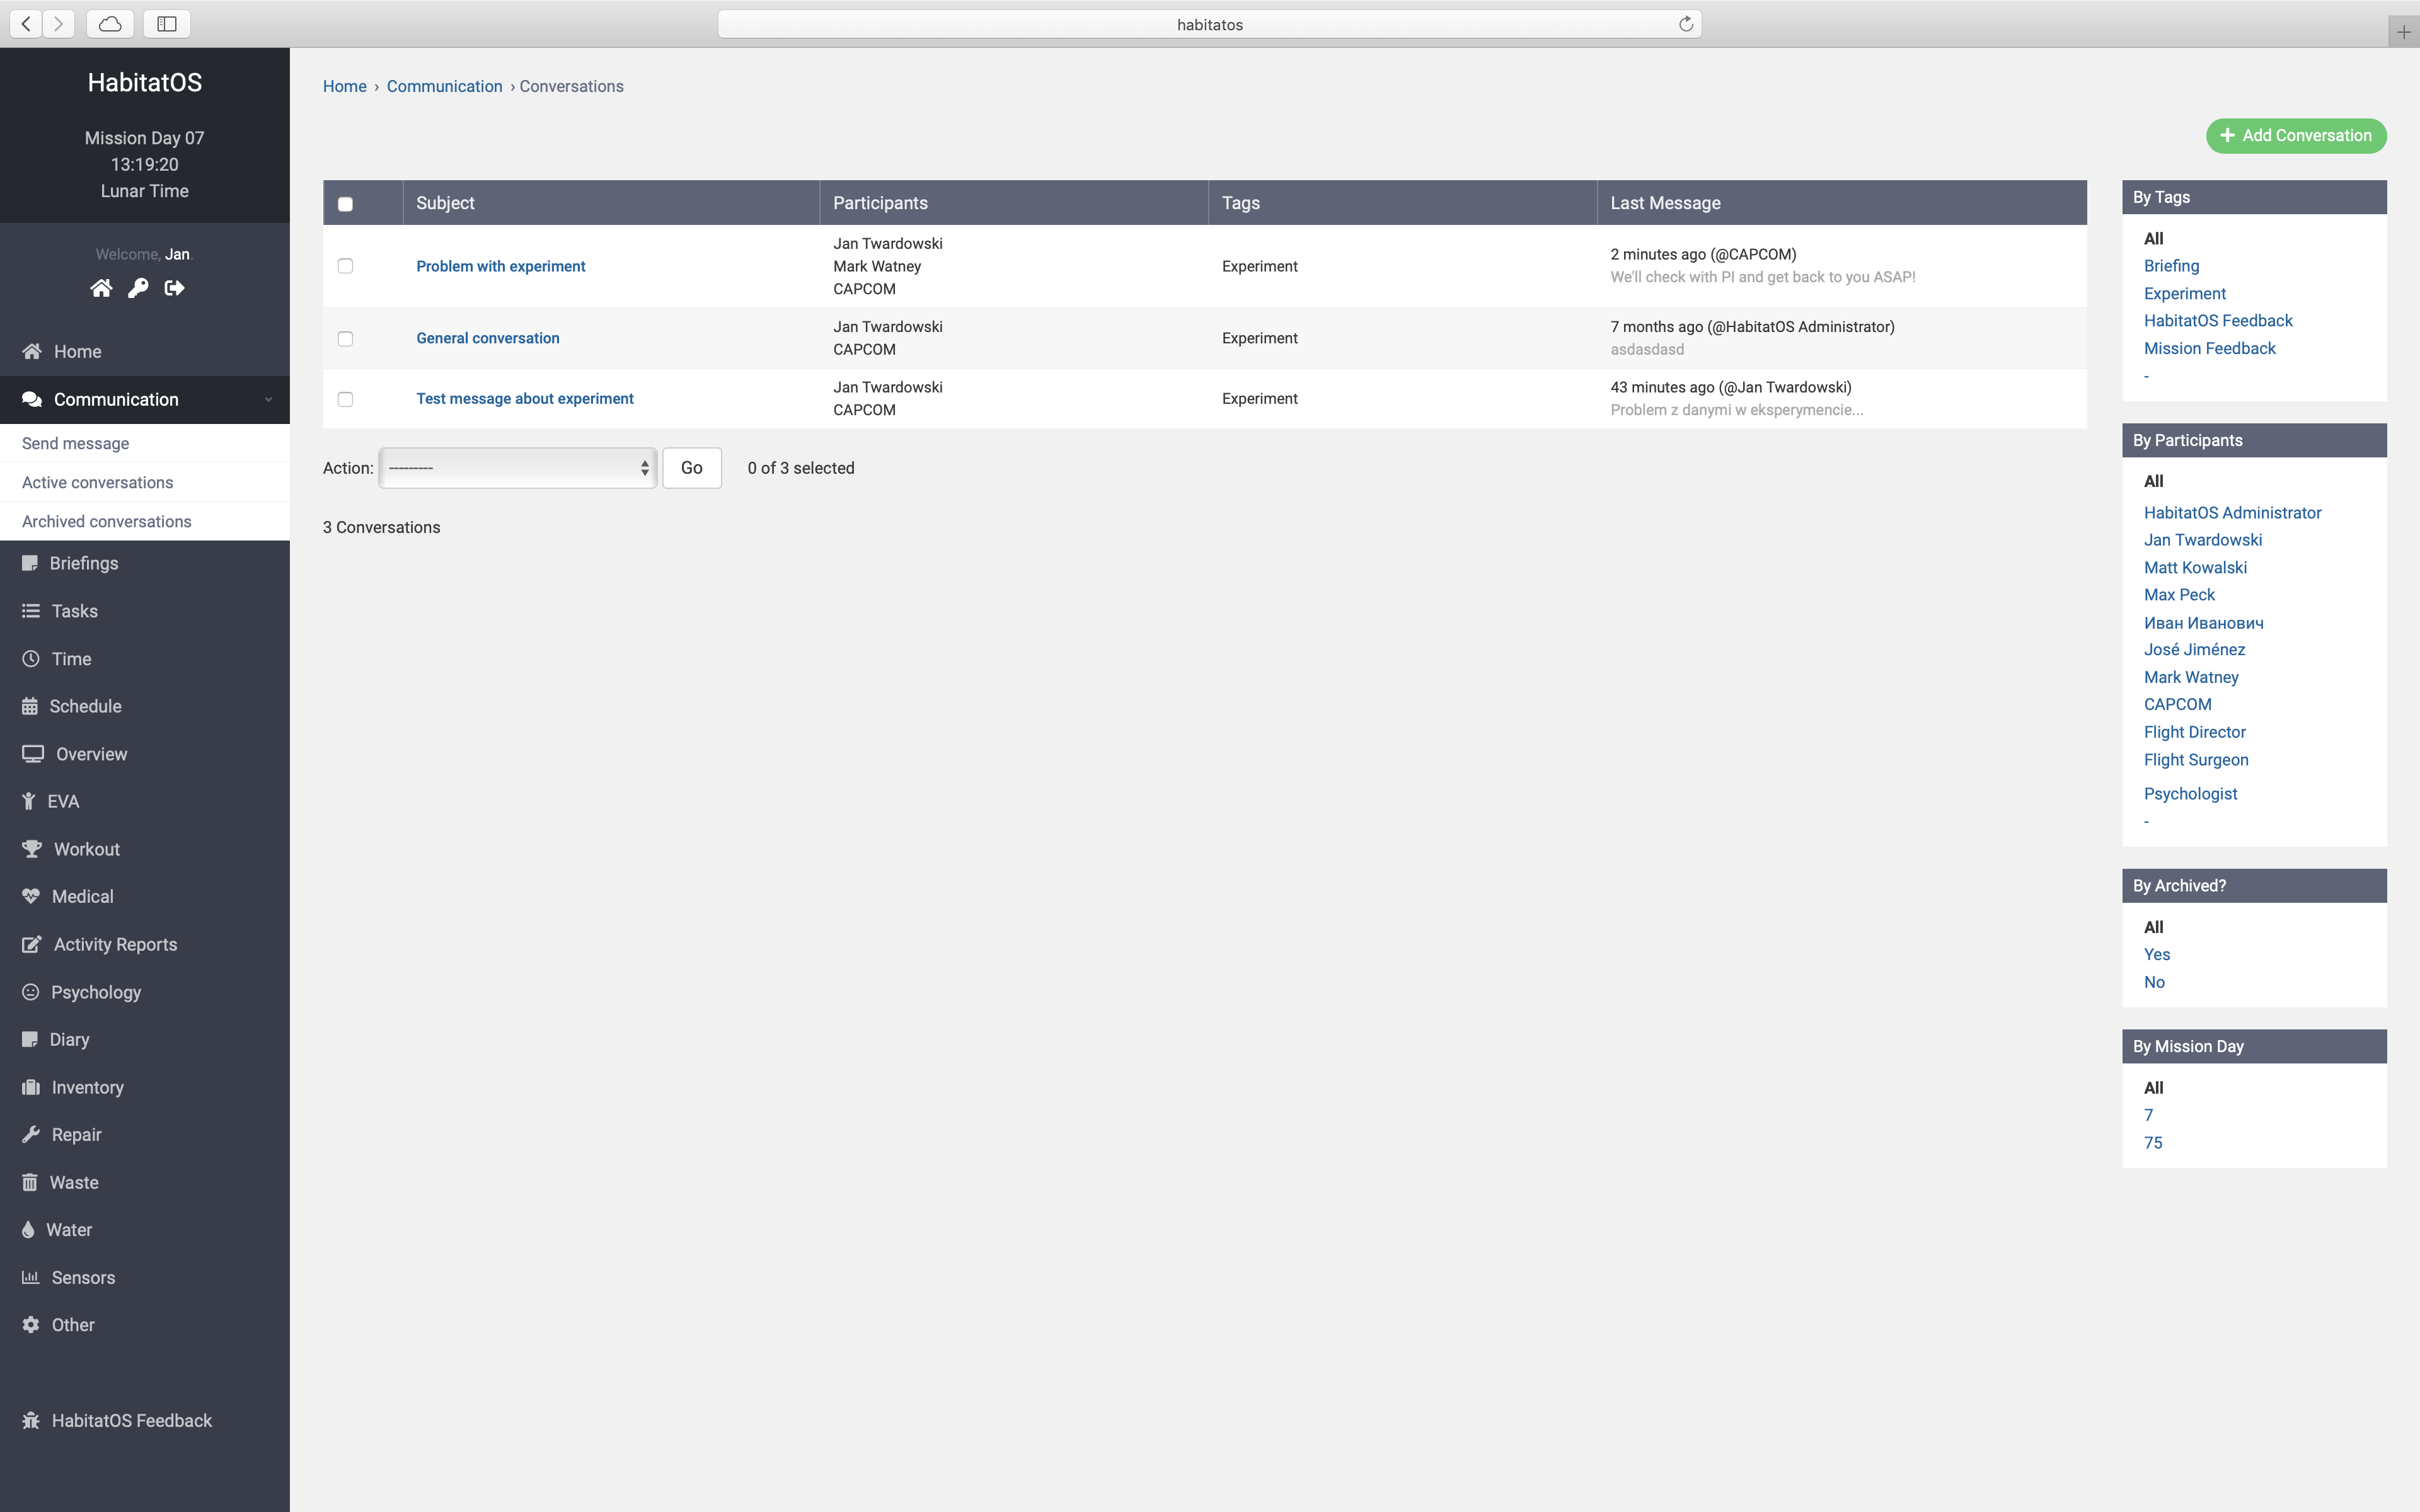 habitatos
HabitatOS
Mission Day 07
13:19:20
Lunar Time
Welcome, Jan.
Home
Communication
Send message
Active conversations
Archived conversations
Briefings
Tasks
Time
Schedule
Overview
EVA
Workout
Medical
Activity Reports
Psychology
Diary
Inventory
Repair
Waste
Water
Sensors
Other
HabitatOS Feedback
Home › Communication › Conversations
Add Conversation
Subject Participants Tags Last Message
Problem with experiment
Jan Twardowski
Mark Watney
CAPCOM
Experiment
2 minutes ago (@CAPCOM)
We'll check with PI and get back to you ASAP!
General conversation
Jan Twardowski
CAPCOM
Experiment
7 months ago (@HabitatOS Administrator)
asdasdasd
Test message about experiment
Jan Twardowski
CAPCOM
Experiment
43 minutes ago (@Jan Twardowski)
Problem z danymi w eksperymencie...
Action: --------- Go 0 of 3 selected
3 Conversations
By Tags
All
Briefing
Experiment
HabitatOS Feedback
Mission Feedback
-
By Participants
All
HabitatOS Administrator
Jan Twardowski
Matt Kowalski
Max Peck
Иван Иванович
José Jiménez
Mark Watney
CAPCOM
Flight Director
Flight Surgeon
Psychologist
-
By Archived?
All
Yes
No
By Mission Day
All
7
75